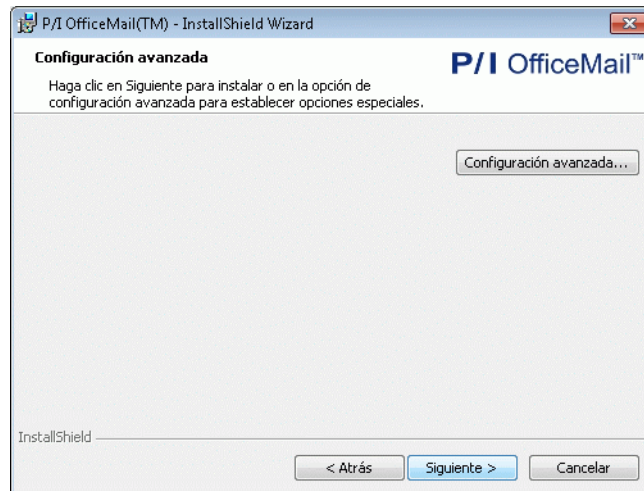 P/I OfficeMail(TM) - InstallShield Wizard
Configuración avanzada
P/I OfficeMail™
Haga clic en Siguiente para instalar o en la opción de
configuración avanzada para establecer opciones especiales.
Configuración avanzada...
InstallShield
< Atrás
Siguiente >
Cancelar